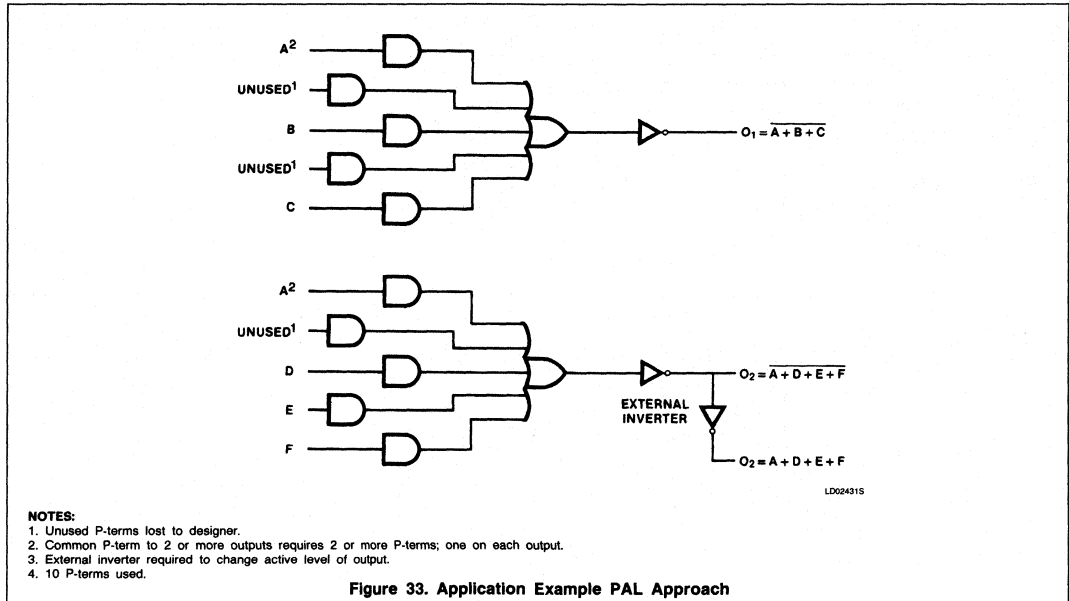 A²
UNUSED¹
B
O₁ = \overline{A + B + C}
UNUSED¹
C
A²
UNUSED¹
D
O₂ = \overline{A + D + E + F}
EXTERNAL
INVERTER
E
F
O₂ = A + D + E + F
LD02431S
NOTES:
1. Unused P-terms lost to designer.
2. Common P-term to 2 or more outputs requires 2 or more P-terms; one on each output.
3. External inverter required to change active level of output.
4. 10 P-terms used.
Figure 33. Application Example PAL Approach